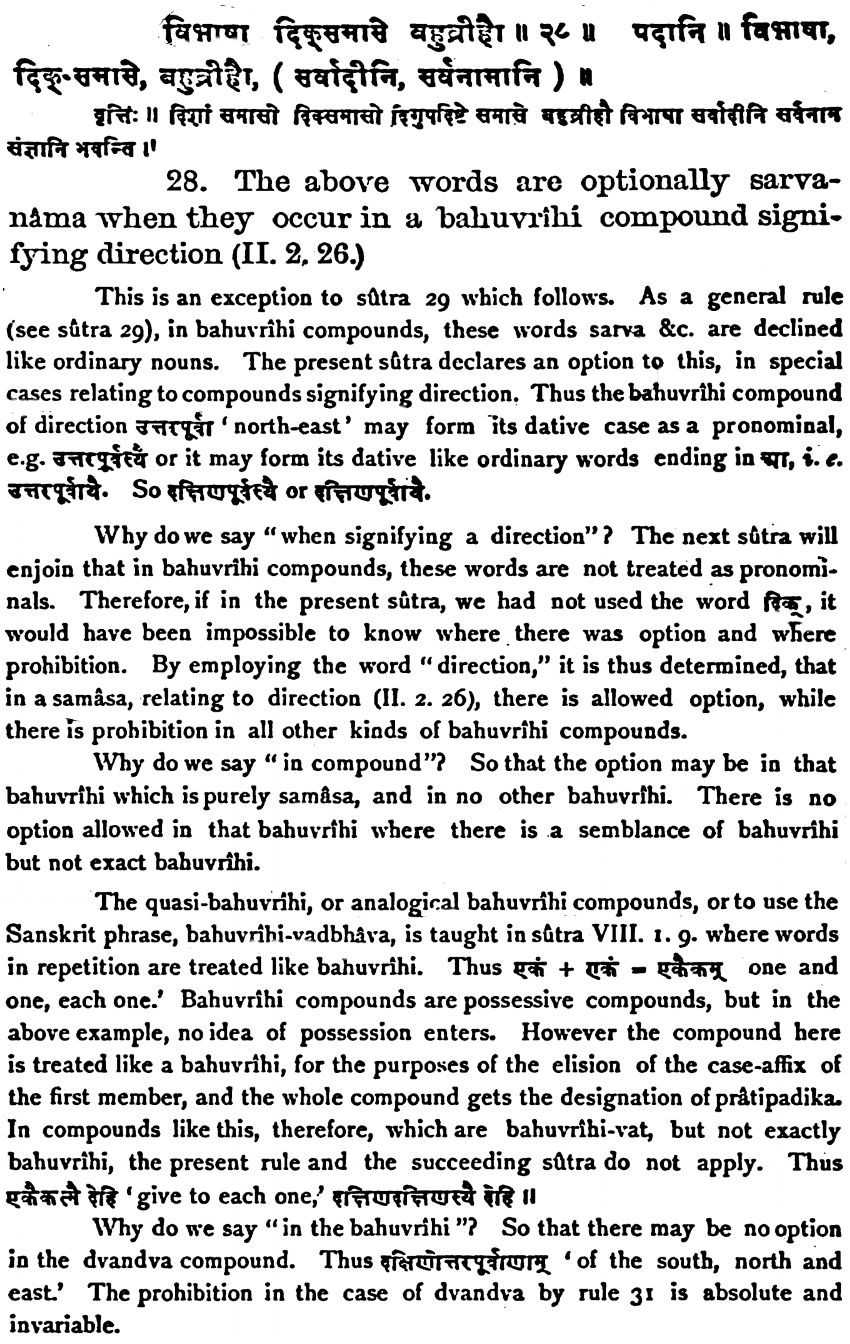 विभाषा दिक्समासे बहुव्रीहौ ॥ २८ ॥ पदानि ॥ विभाषा,
दिक्-समासे, बहुव्रीहौ, ( सर्वादीनि, सर्वनामानि ) ॥
वृत्तिः ॥ दिशां समासो दिक्समासो दिगुपदिष्टे समासे बहुव्रीहौ विभाषा सर्वादीनि सर्वनाम
संज्ञानि भवन्ति ।
28. The above words are optionally sarva-
nâma when they occur in a bahuvrîhi compound signi-
fying direction (II. 2, 26.)
This is an exception to sûtra 29 which follows. As a general rule
(see sûtra 29), in bahuvrîhi compounds, these words sarva &c. are declined
like ordinary nouns. The present sûtra declares an option to this, in special
cases relating to compounds signifying direction. Thus the bahuvrîhi compound
of direction उत्तरपूर्वा ‘ north-east ’ may form its dative case as a pronominal,
e.g. उत्तरपूर्वस्यै or it may form its dative like ordinary words ending in आ, i. e.
उत्तरपूर्वायै. So दक्षिणपूर्वस्यै or दक्षिणपूर्वायै.
Why do we say “ when signifying a direction” ? The next sûtra will
enjoin that in bahuvrîhi compounds, these words are not treated as pronomi-
nals. Therefore, if in the present sûtra, we had not used the word दिक्, it
would have been impossible to know where there was option and where
prohibition. By employing the word “ direction,” it is thus determined, that
in a samâsa, relating to direction (II. 2. 26), there is allowed option, while
there is prohibition in all other kinds of bahuvrîhi compounds.
Why do we say “ in compound”? So that the option may be in that
bahuvrîhi which is purely samâsa, and in no other bahuvrîhi. There is no
option allowed in that bahuvrîhi where there is a semblance of bahuvrîhi
but not exact bahuvrîhi.
The quasi-bahuvrîhi, or analogical bahuvrîhi compounds, or to use the
Sanskrit phrase, bahuvrîhi-vadbhâva, is taught in sûtra VIII. 1. 9. where words
in repetition are treated like bahuvrîhi. Thus एकं + एकं = एकैकम् one and
one, each one.’ Bahuvrîhi compounds are possessive compounds, but in the
above example, no idea of possession enters. However the compound here
is treated like a bahuvrîhi, for the purposes of the elision of the case-affix of
the first member, and the whole compound gets the designation of prâtipadika.
In compounds like this, therefore, which are bahuvrîhi-vat, but not exactly
bahuvrîhi, the present rule and the succeeding sûtra do not apply. Thus
एकैकस्मै देहि ‘ give to each one,’ दक्षिणदक्षिणस्यै देहि ॥
Why do we say “ in the bahuvrîhi ”? So that there may be no option
in the dvandva compound. Thus दक्षिणोत्तरपूर्वाणाम् ‘ of the south, north and
east.’ The prohibition in the case of dvandva by rule 31 is absolute and
invariable.